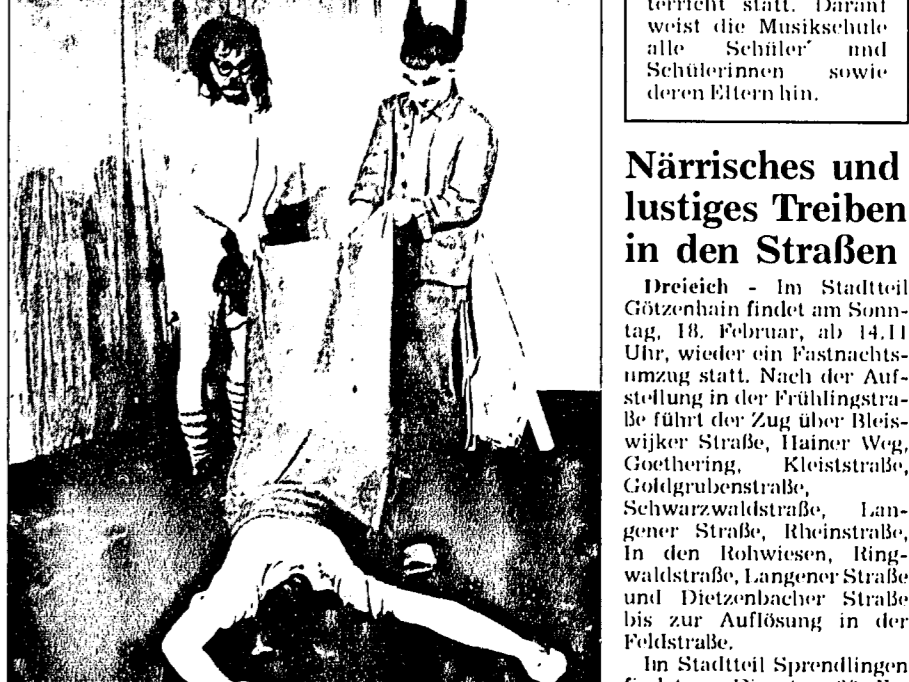 terricht statt. Darauf
weist die Musikschule
alle Schüler und
Schülerinnen sowie
deren Eltern hin.
Närrisches und
lustiges Treiben
in den Straßen
Dreieich - Im Stadtteil
Götzenhain findet am Sonn-
tag, 18. Februar, ab 14.11
Uhr, wieder ein Fastnachts-
umzug statt. Nach der Auf-
stellung in der Frühlingstra-
ße führt der Zug über Bleis-
wijker Straße, Hainer Weg,
Goethering, Kleiststraße,
Goldgrubenstraße,
Schwarzwaldstraße, Lan-
gener Straße, Rheinstraße,
In den Rohwiesen, Ring-
waldstraße, Langener Straße
und Dietzenbacher Straße
bis zur Auflösung in der
Feldstraße.
Im Stadtteil Sprendlingen